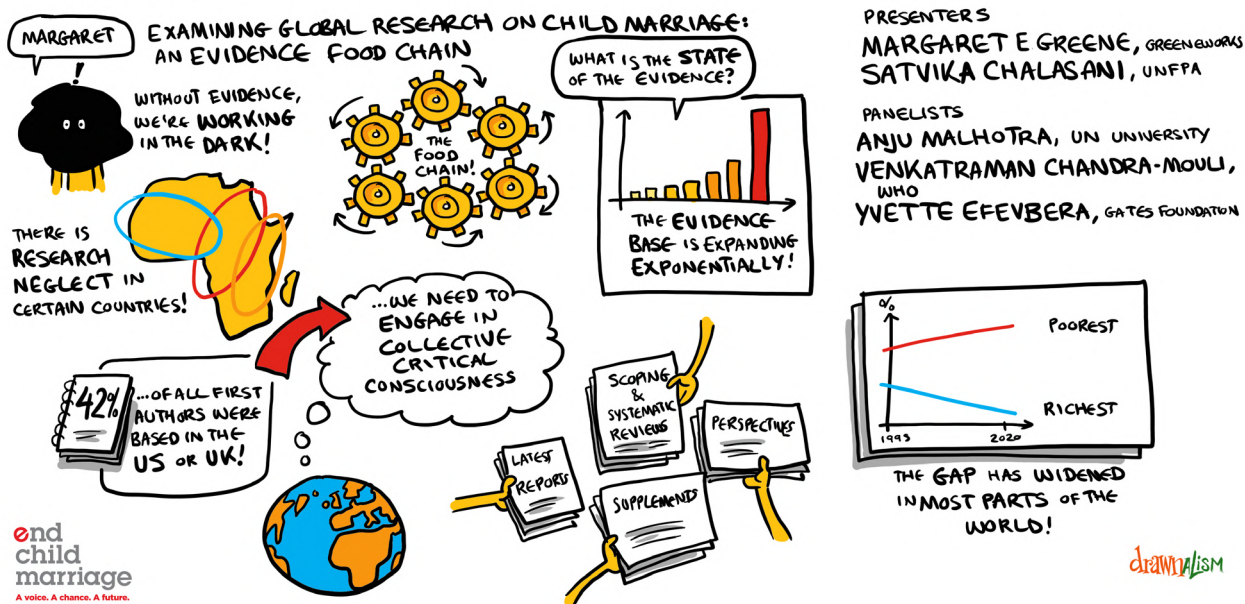 MARGARET
EXAMINING GLOBAL RESEARCH ON CHILD MARRIAGE:
AN EVIDENCE FOOD CHAIN
!
WITHOUT EVIDENCE,
WE'RE WORKING
IN THE DARK!
THE
FOOD
CHAIN!
WHAT IS THE STATE
OF THE EVIDENCE?
THE EVIDENCE
BASE IS EXPANDING
EXPONENTIALLY!
PRESENTERS
MARGARET E GREENE, GREENEWORKS
SATVIKA CHALASANI, UNFPA
PANELISTS
ANJU MALHOTRA, UN UNIVERSITY
VENKATRAMAN CHANDRA-MOULI,
WHO
YVETTE EFEVBERA, GATES FOUNDATION
THERE IS
RESEARCH
NEGLECT IN
CERTAIN COUNTRIES!
42%
...OF ALL FIRST
AUTHORS WERE
BASED IN THE
US OR UK!
...WE NEED TO
ENGAGE IN
COLLECTIVE
CRITICAL
CONSCIOUSNESS
SCOPING
&
SYSTEMATIC
REVIEWS
PERSPECTIVES
LATEST
REPORTS
SUPPLEMENTS
%
POOREST
RICHEST
1993
2020
THE GAP HAS WIDENED
IN MOST PARTS OF THE
WORLD!
end
child
marriage
A voice. A chance. A future.
drawnalism